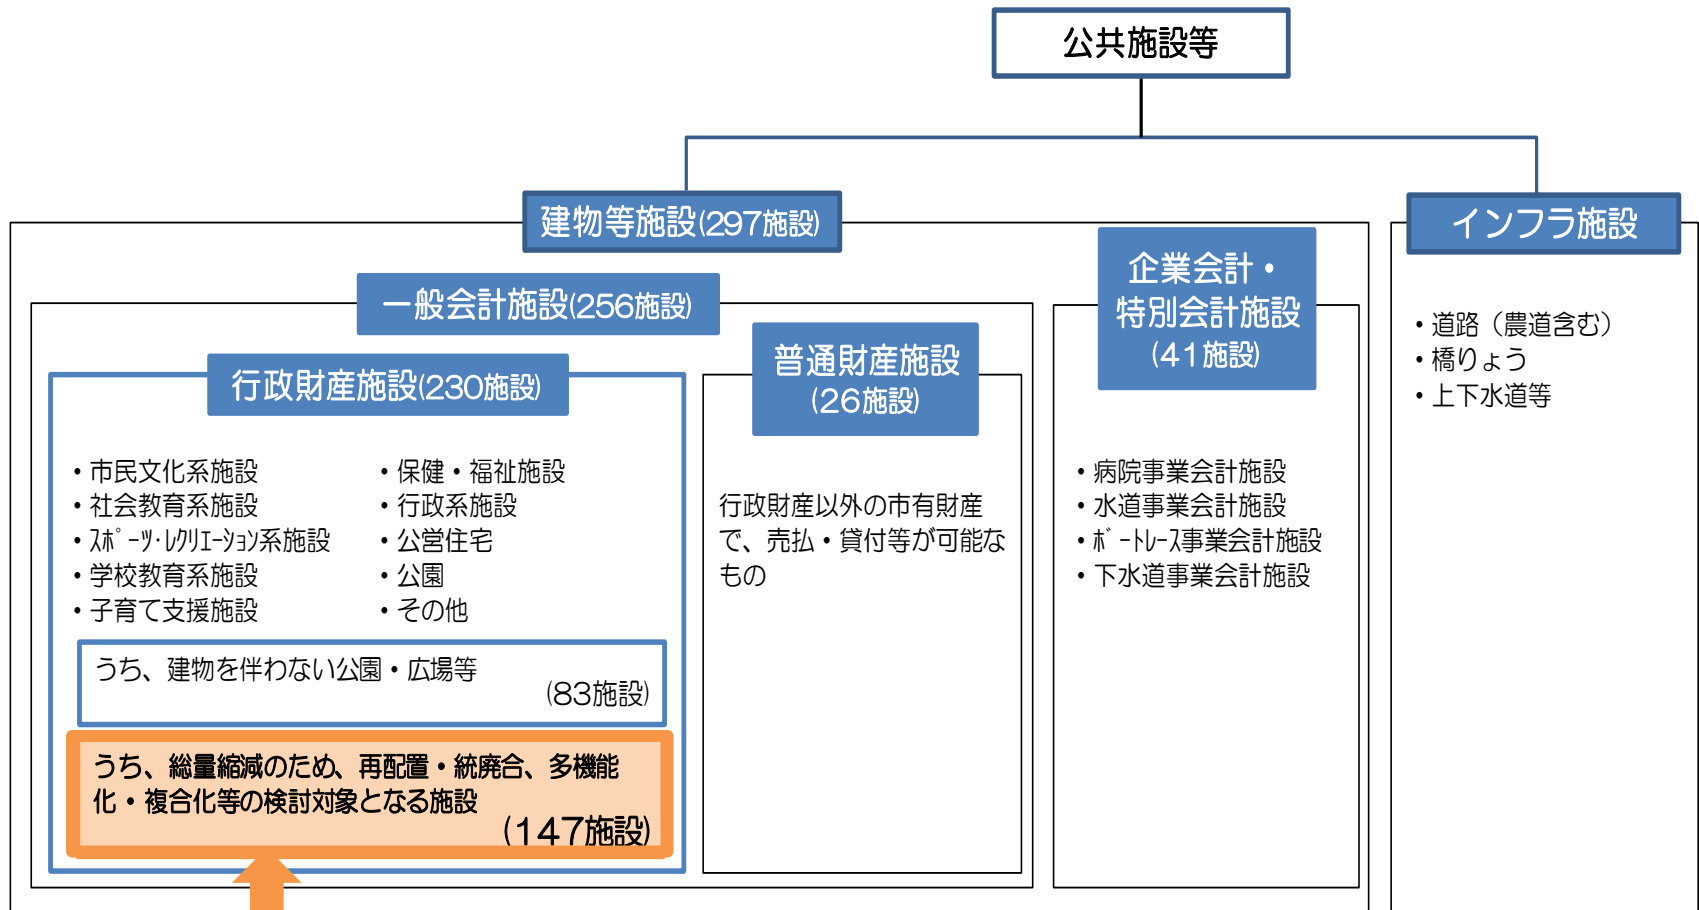 公共施設等
建物等施設(297施設)
インフラ施設
一般会計施設(256施設)
企業会計・
特別会計施設
(41施設)
行政財産施設(230施設)
普通財産施設
(26施設)
・道路（農道含む）
・橋りょう
・上下水道等
・市民文化系施設
・社会教育系施設
・ｽﾎﾟｰﾂ･ﾚｸﾘｴｰｼｮﾝ系施設
・学校教育系施設
・子育て支援施設
・保健・福祉施設
・行政系施設
・公営住宅
・公園
・その他
行政財産以外の市有財産
で、売払・貸付等が可能な
もの
・病院事業会計施設
・水道事業会計施設
・ﾎﾞｰﾄﾚｰｽ事業会計施設
・下水道事業会計施設
うち、建物を伴わない公園・広場等
(83施設)
うち、総量縮減のため、再配置・統廃合、多機能
化・複合化等の検討対象となる施設
(147施設)